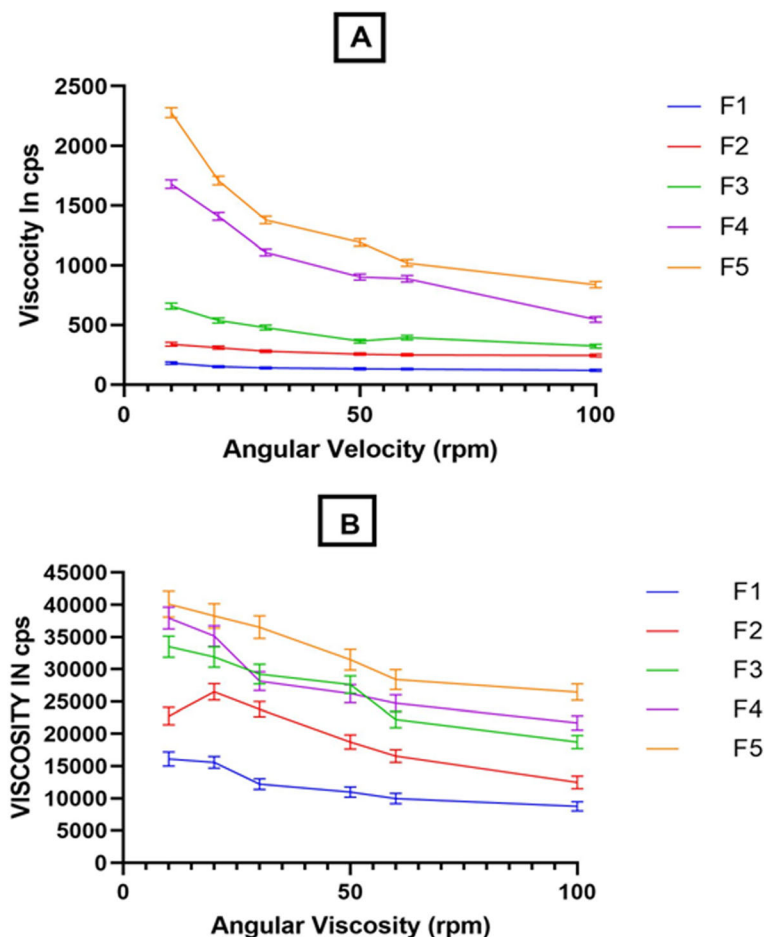 A
2500
2000
1500
1000
500
0
Viscocity In cps
0
50
100
Angular Velocity (rpm)
F1
F2
F3
F4
F5
B
45000
40000
35000
30000
25000
20000
15000
10000
5000
0
VISCOSITY IN cps
0
50
100
Angular Viscosity (rpm)
F1
F2
F3
F4
F5